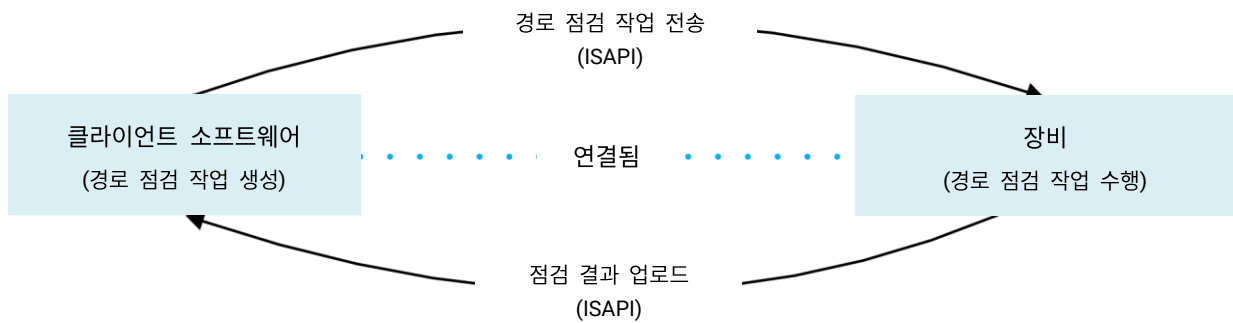 경로 점검 작업 전송
(ISAPI)
클라이언트 소프트웨어
(경로 점검 작업 생성)
연결됨
장비
(경로 점검 작업 수행)
점검 결과 업로드
(ISAPI)